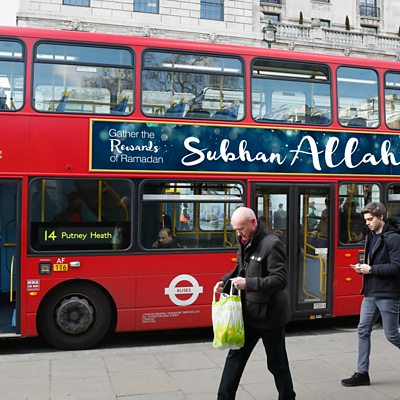 Gather the
Rewards
of Ramadan
Subhan Allah
14 Putney Heath
AF
116
BUSES